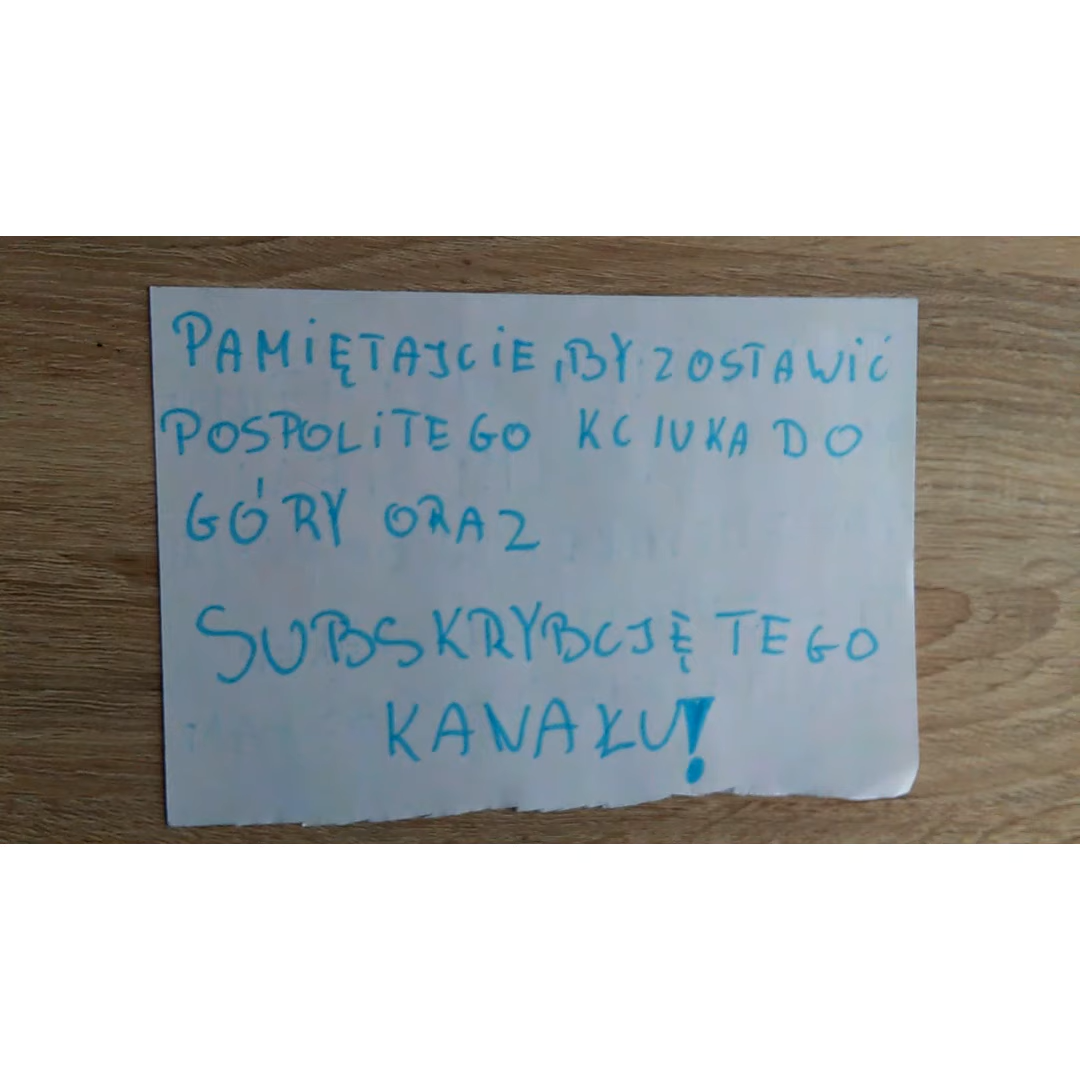 PAMIĘTAJCIE, BY ZOSTAWIĆ
POSPOLITEGO KCIUKA DO
GÓRY ORAZ
SUBSKRYBCJĘ TEGO
KANAŁU!